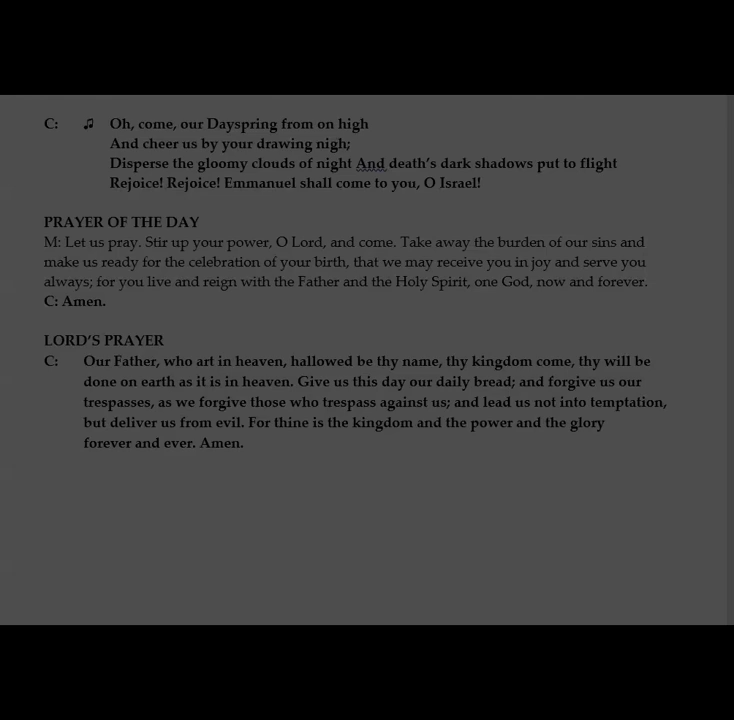 C: ♫ Oh, come, our Dayspring from on high
And cheer us by your drawing nigh;
Disperse the gloomy clouds of night And death's dark shadows put to flight
Rejoice! Rejoice! Emmanuel shall come to you, O Israel!
PRAYER OF THE DAY
M: Let us pray. Stir up your power, O Lord, and come. Take away the burden of our sins and
make us ready for the celebration of your birth, that we may receive you in joy and serve you
always; for you live and reign with the Father and the Holy Spirit, one God, now and forever.
C: Amen.
LORD'S PRAYER
C: Our Father, who art in heaven, hallowed be thy name, thy kingdom come, thy will be
done on earth as it is in heaven. Give us this day our daily bread; and forgive us our
trespasses, as we forgive those who trespass against us; and lead us not into temptation,
but deliver us from evil. For thine is the kingdom and the power and the glory
forever and ever. Amen.